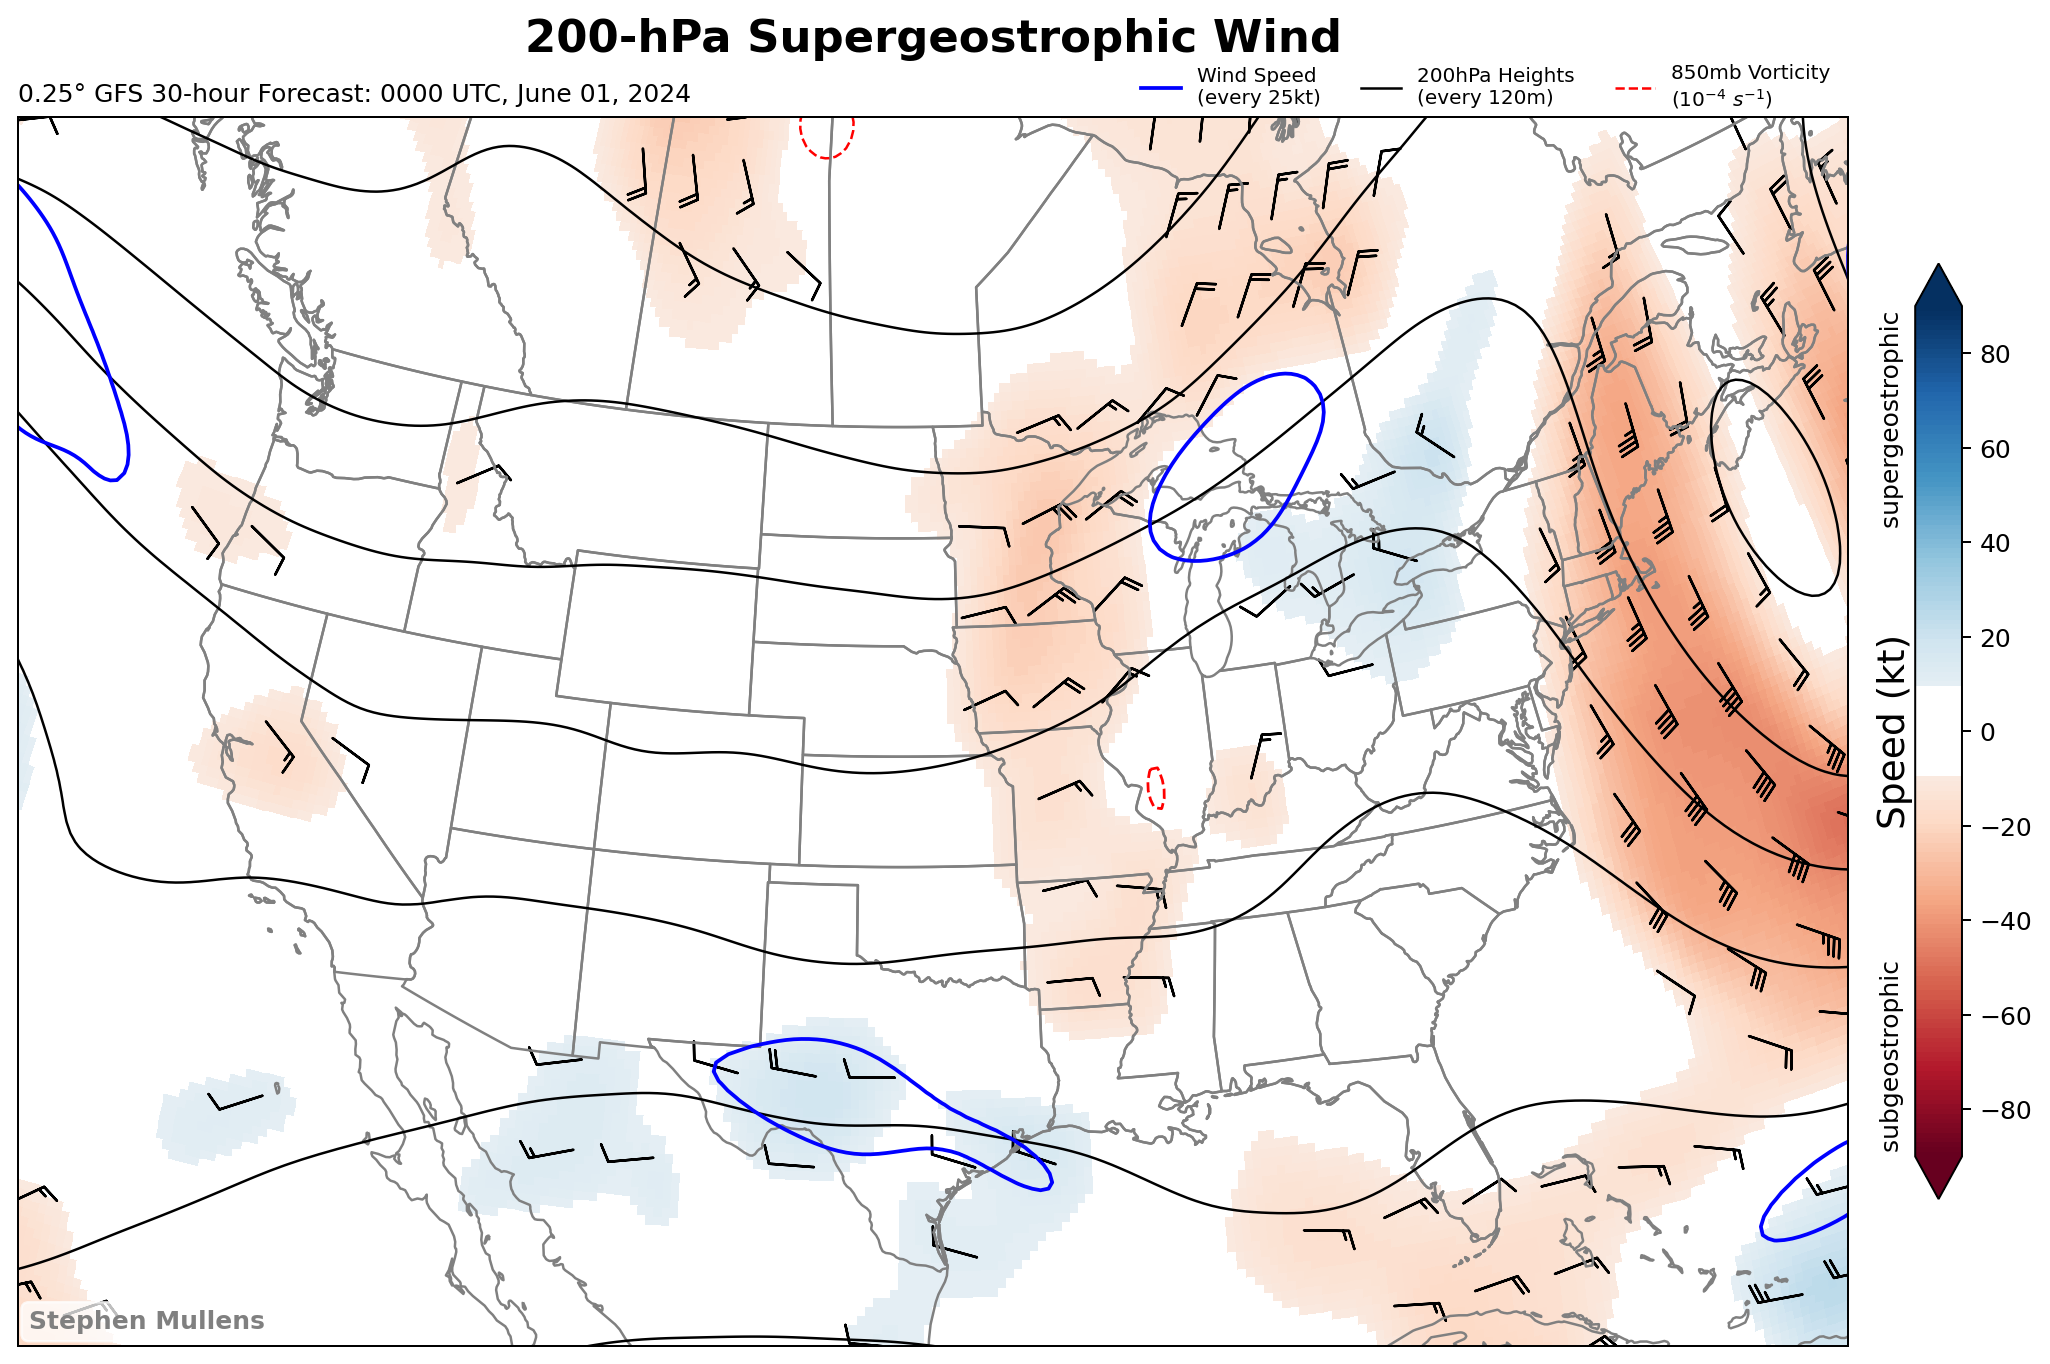 200-hPa Supergeostrophic Wind
0.25° GFS 30-hour Forecast: 0000 UTC, June 01, 2024
Wind Speed
(every 25kt)
200hPa Heights
(every 120m)
850mb Vorticity
(10⁻⁴ s⁻¹)
supergeostrophic
Speed (kt)
subgeostrophic
80
60
40
20
0
−20
−40
−60
−80
Stephen Mullens